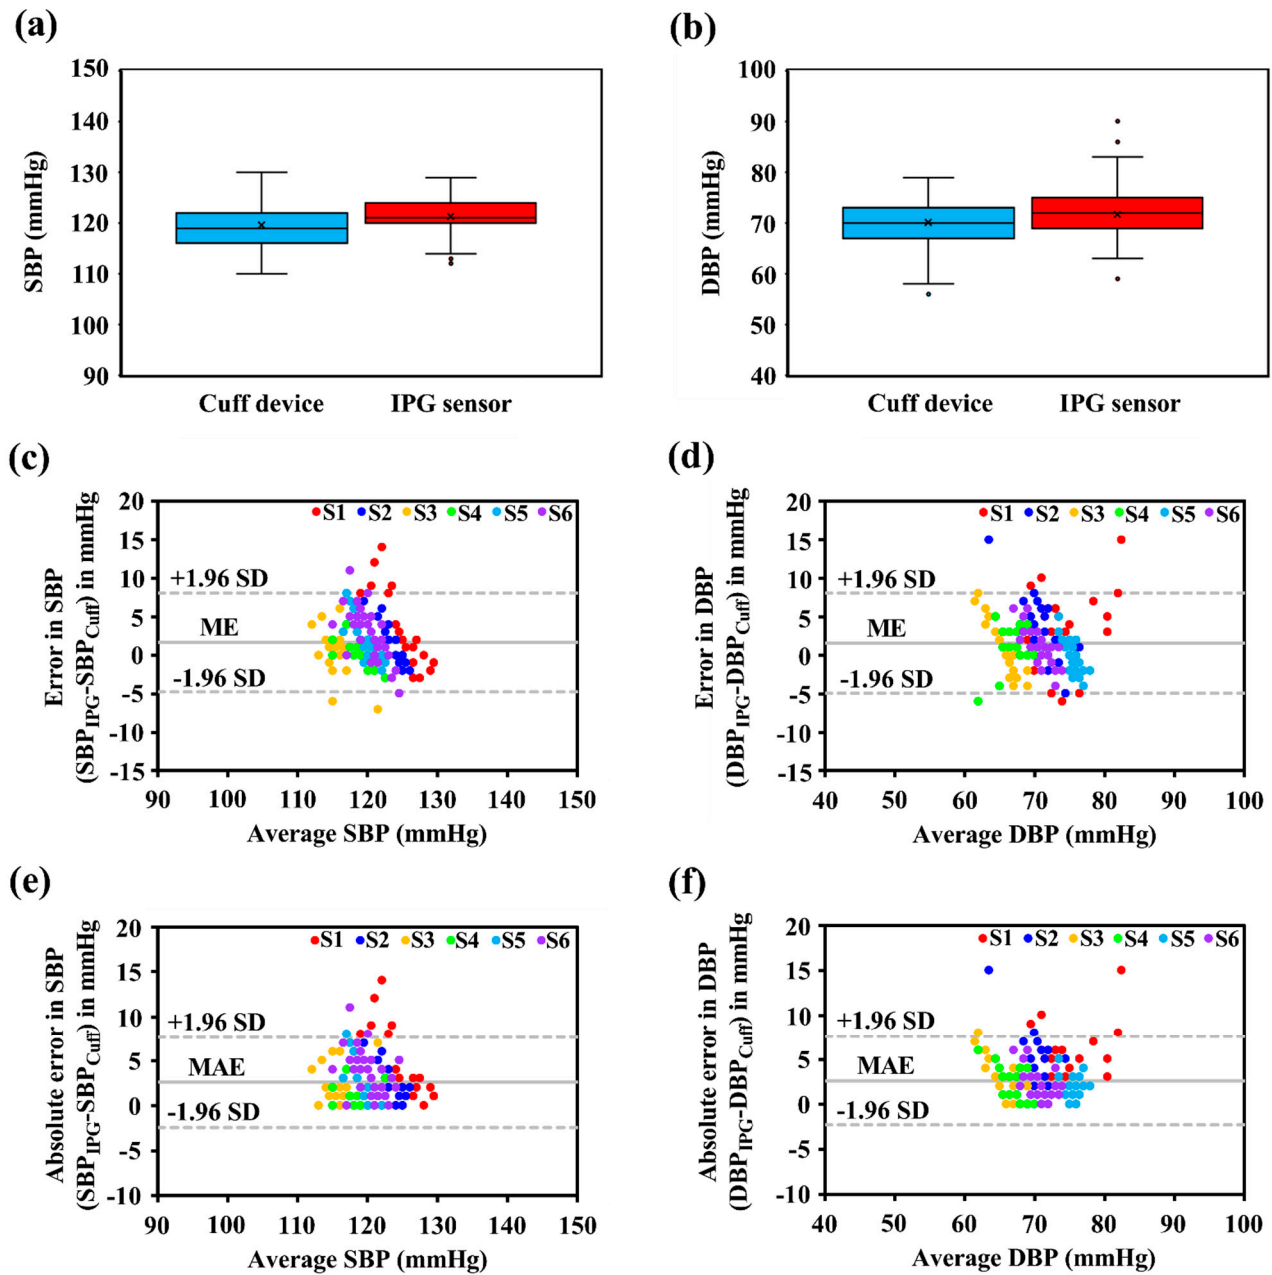 (a)
SBP (mmHg)
150
140
130
120
110
100
90
Cuff device
IPG sensor
(b)
DBP (mmHg)
100
90
80
70
60
50
40
Cuff device
IPG sensor
(c)
Error in SBP
(SBP_IPG-SBP_Cuff) in mmHg
20
15
10
5
0
-5
-10
-15
S1 S2 S3 S4 S5 S6
+1.96 SD
ME
-1.96 SD
90 100 110 120 130 140 150
Average SBP (mmHg)
(d)
Error in DBP
(DBP_IPG-DBP_Cuff) in mmHg
20
15
10
5
0
-5
-10
-15
S1 S2 S3 S4 S5 S6
+1.96 SD
ME
-1.96 SD
40 50 60 70 80 90 100
Average DBP (mmHg)
(e)
Absolute error in SBP
(SBP_IPG-SBP_Cuff) in mmHg
20
15
10
5
0
-5
-10
S1 S2 S3 S4 S5 S6
+1.96 SD
MAE
-1.96 SD
90 100 110 120 130 140 150
Average SBP (mmHg)
(f)
Absolute error in DBP
(DBP_IPG-DBP_Cuff) in mmHg
20
15
10
5
0
-5
-10
S1 S2 S3 S4 S5 S6
+1.96 SD
MAE
-1.96 SD
40 50 60 70 80 90 100
Average DBP (mmHg)